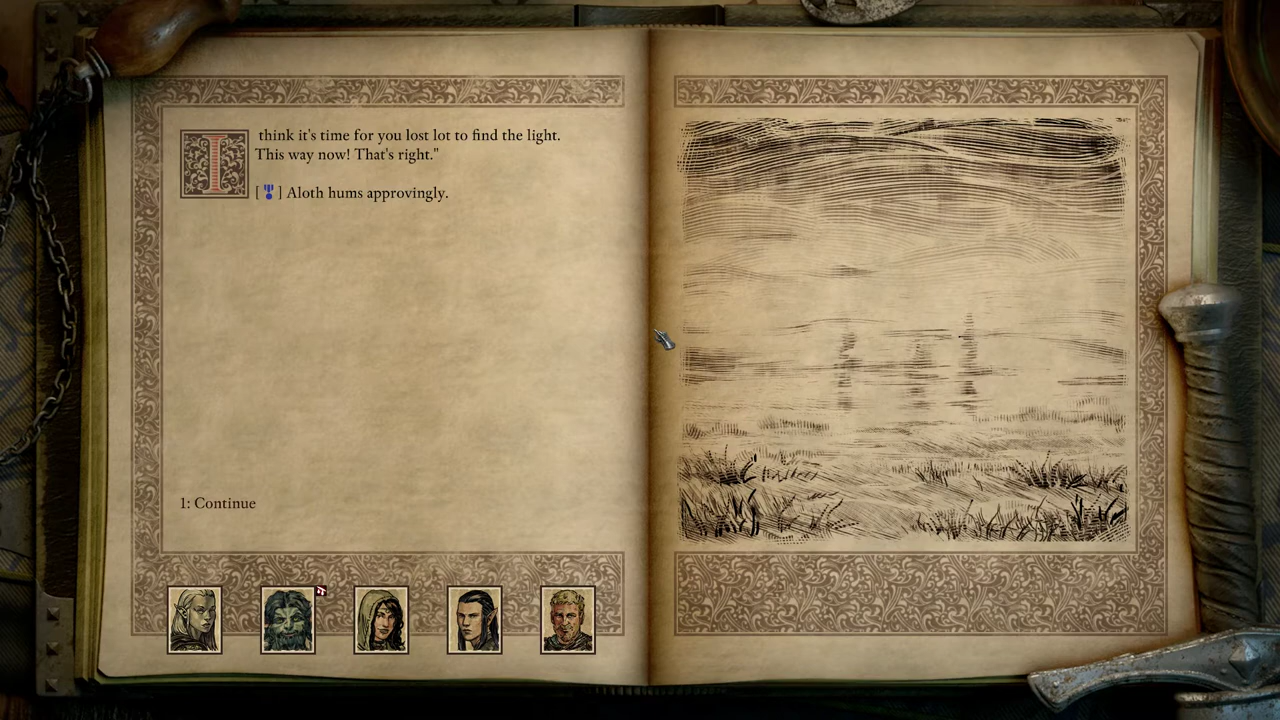 I think it's time for you lost lot to find the light.
This way now! That's right."
[ ] Aloth hums approvingly.
1: Continue